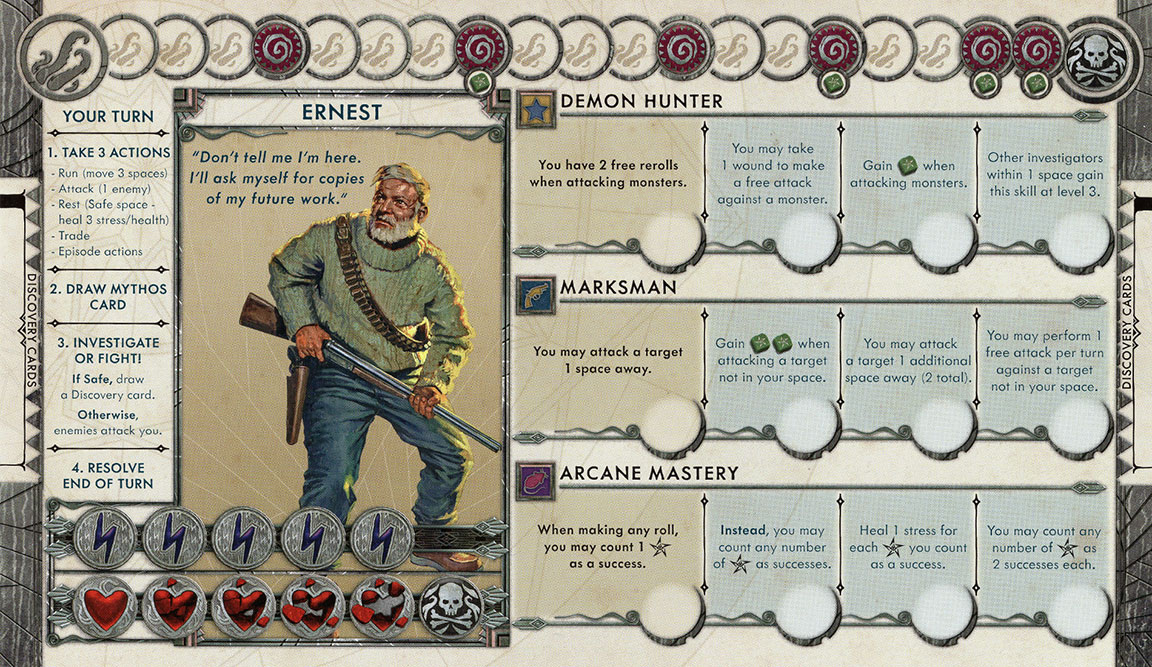 YOUR TURN
1. TAKE 3 ACTIONS
- Run (move 3 spaces)
- Attack (1 enemy)
- Rest (Safe space -
heal 3 stress/health)
- Trade
- Episode actions
2. DRAW MYTHOS
CARD
3. INVESTIGATE
OR FIGHT!
If Safe, draw
a Discovery card.
Otherwise,
enemies attack you.
4. RESOLVE
END OF TURN
DISCOVERY CARDS
ERNEST
“Don't tell me I'm here.
I'll ask myself for copies
of my future work.“
DEMON HUNTER
You have 2 free rerolls
when attacking monsters.
You may take
1 wound to make
a free attack
against a monster.
Gain when
attacking monsters.
Other investigators
within 1 space gain
this skill at level 3.
MARKSMAN
You may attack a target
1 space away.
Gain when
attacking a target
not in your space.
You may attack
a target 1 additional
space away (2 total).
You may perform 1
free attack per turn
against a target
not in your space.
ARCANE MASTERY
When making any roll,
you may count 1
as a success.
Instead, you may
count any number
of as successes.
Heal 1 stress for
each you count
as a success.
You may count any
number of as
2 successes each.
DISCOVERY CARDS